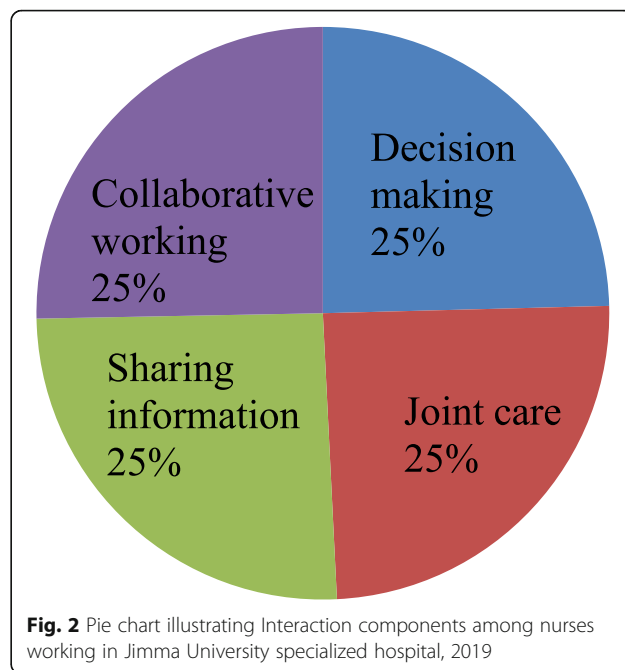 Decision
making
25%
Collaborative
working
25%
Sharing
information
25%
Joint care
25%
Fig. 2 Pie chart illustrating Interaction components among nurses
working in Jimma University specialized hospital, 2019